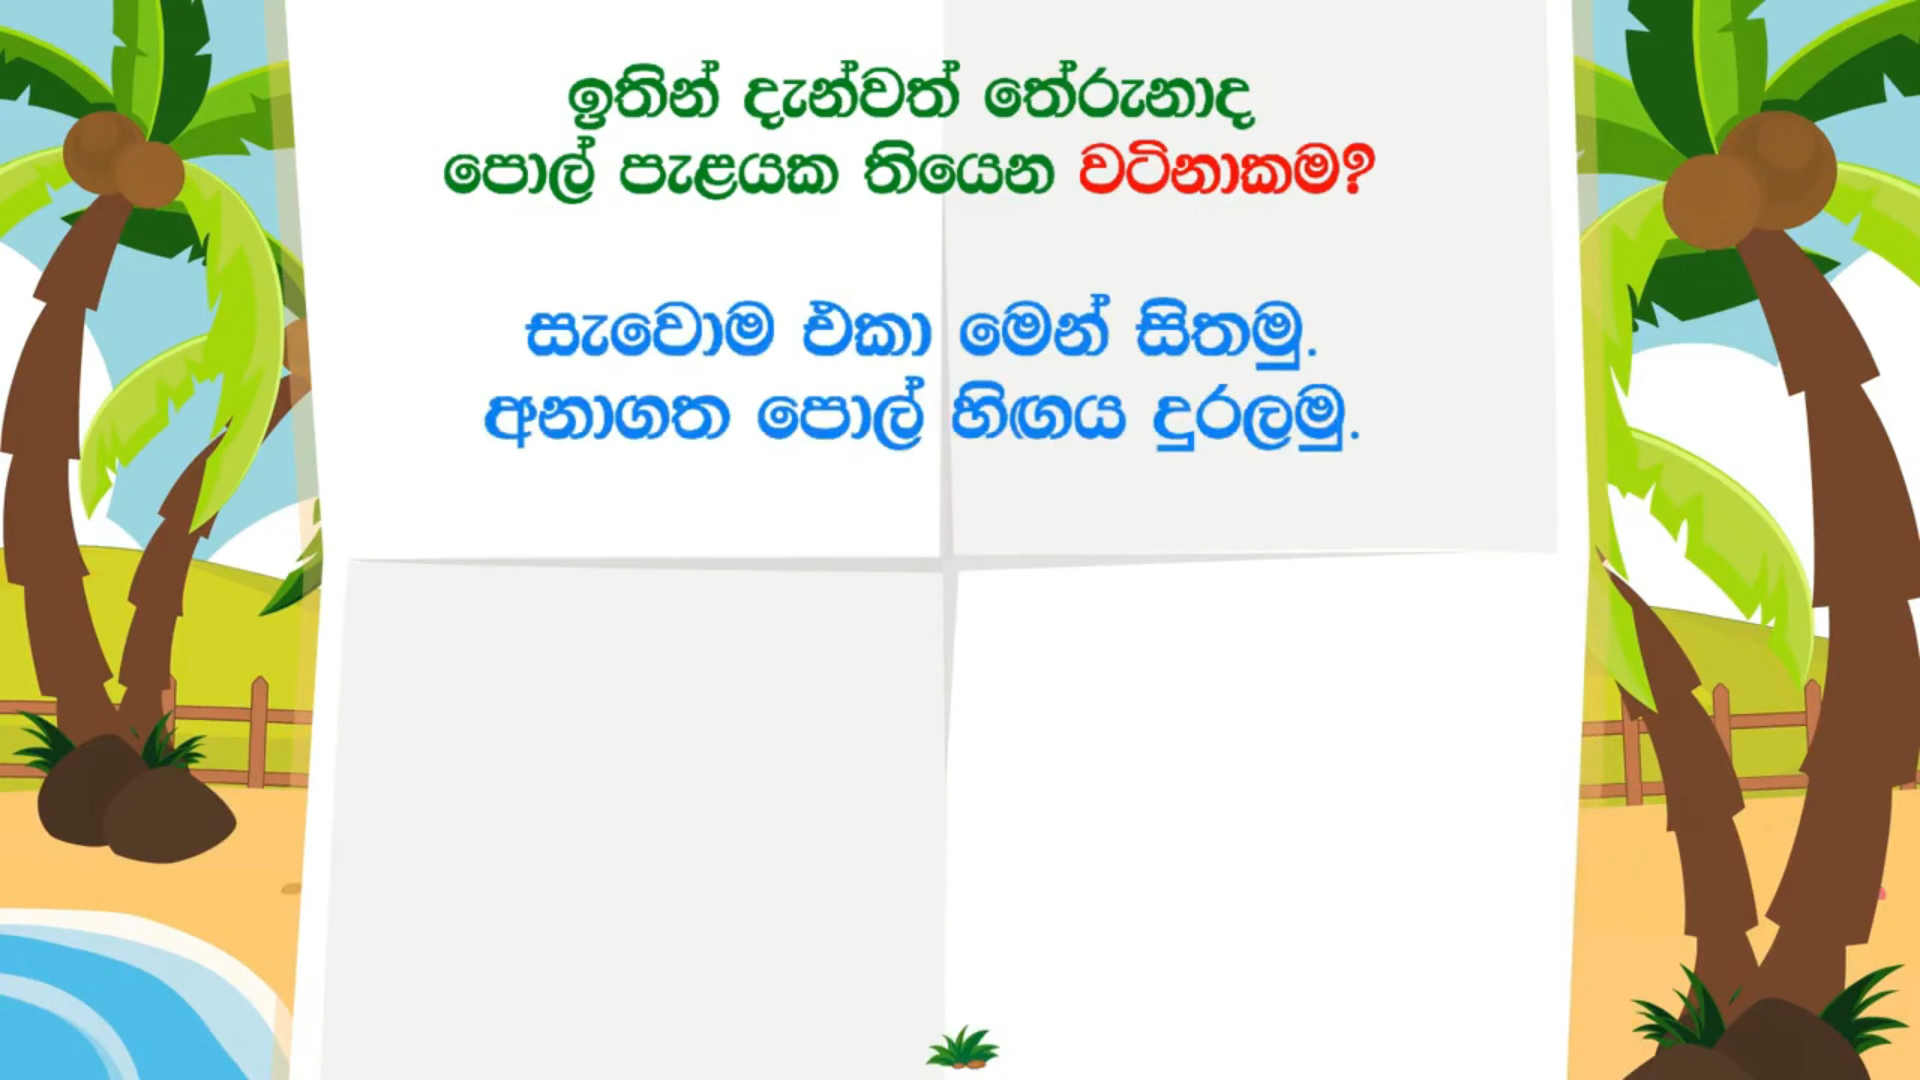 ඉතින් දැන්වත් තේරුනාද
පොල් පැළයක තියෙන වටිනාකම?
සැවොම එකා මෙන් සිතමු.
අනාගත පොල් හිඟය දුරලමු.